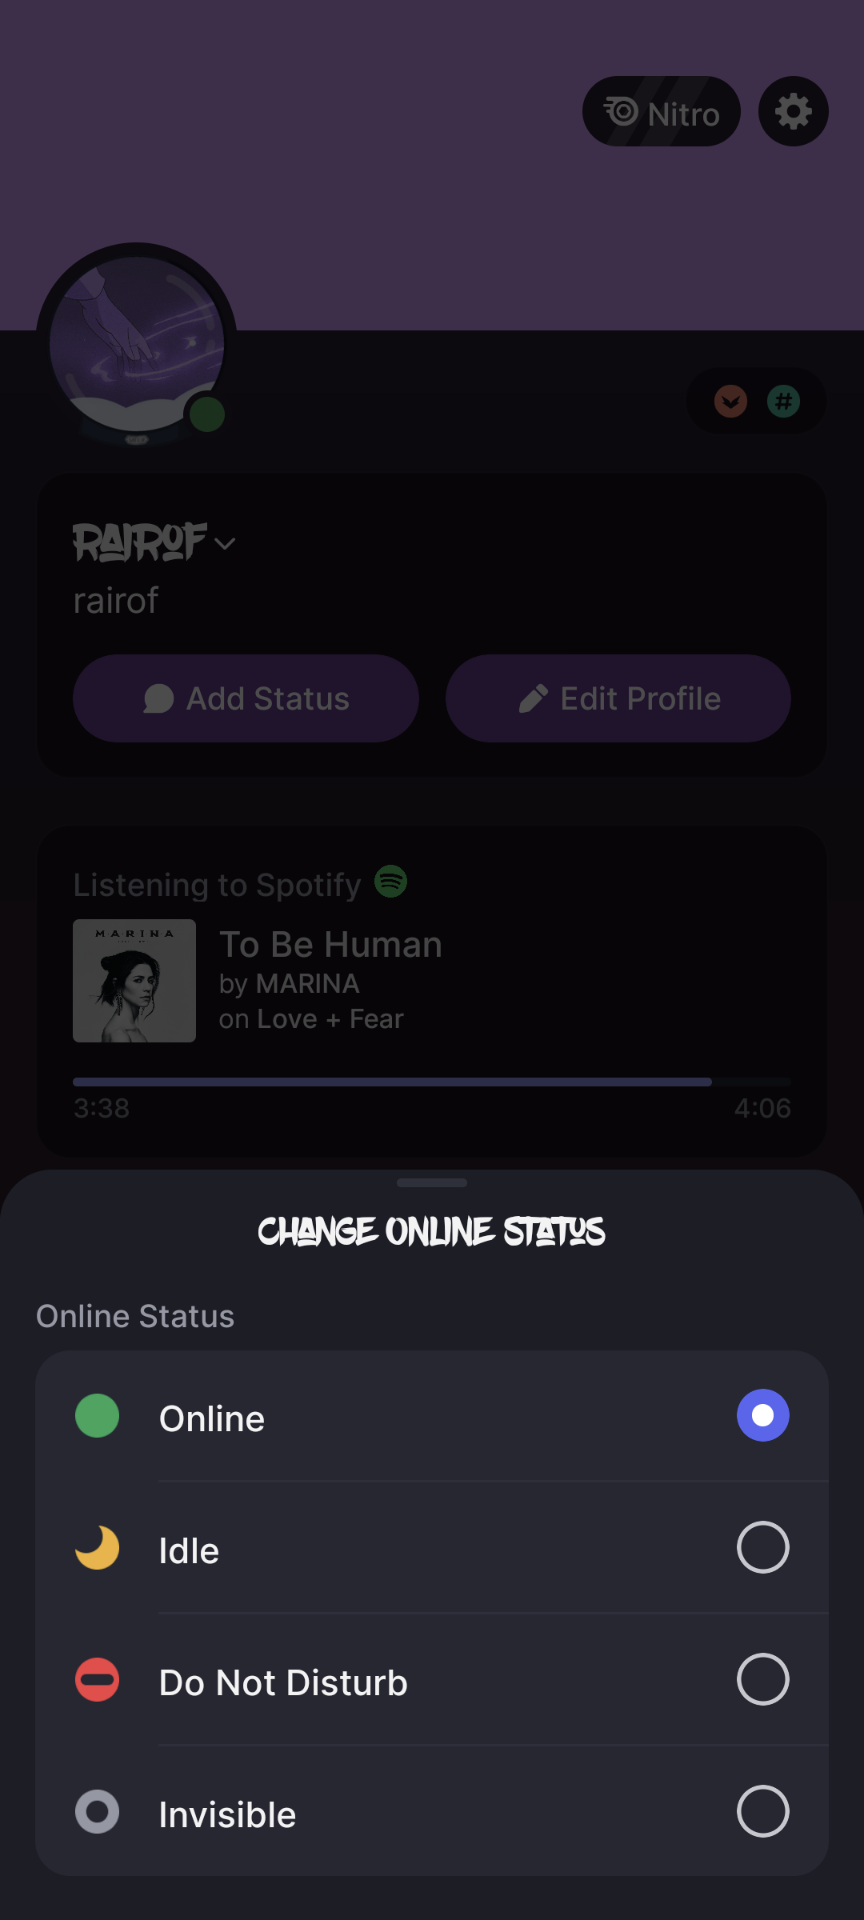 Nitro
RAIROF
rairof
Add Status
Edit Profile
Listening to Spotify
MARINA
To Be Human
by MARINA
on Love + Fear
3:38
4:06
CHANGE ONLINE STATUS
Online Status
Online
Idle
Do Not Disturb
Invisible